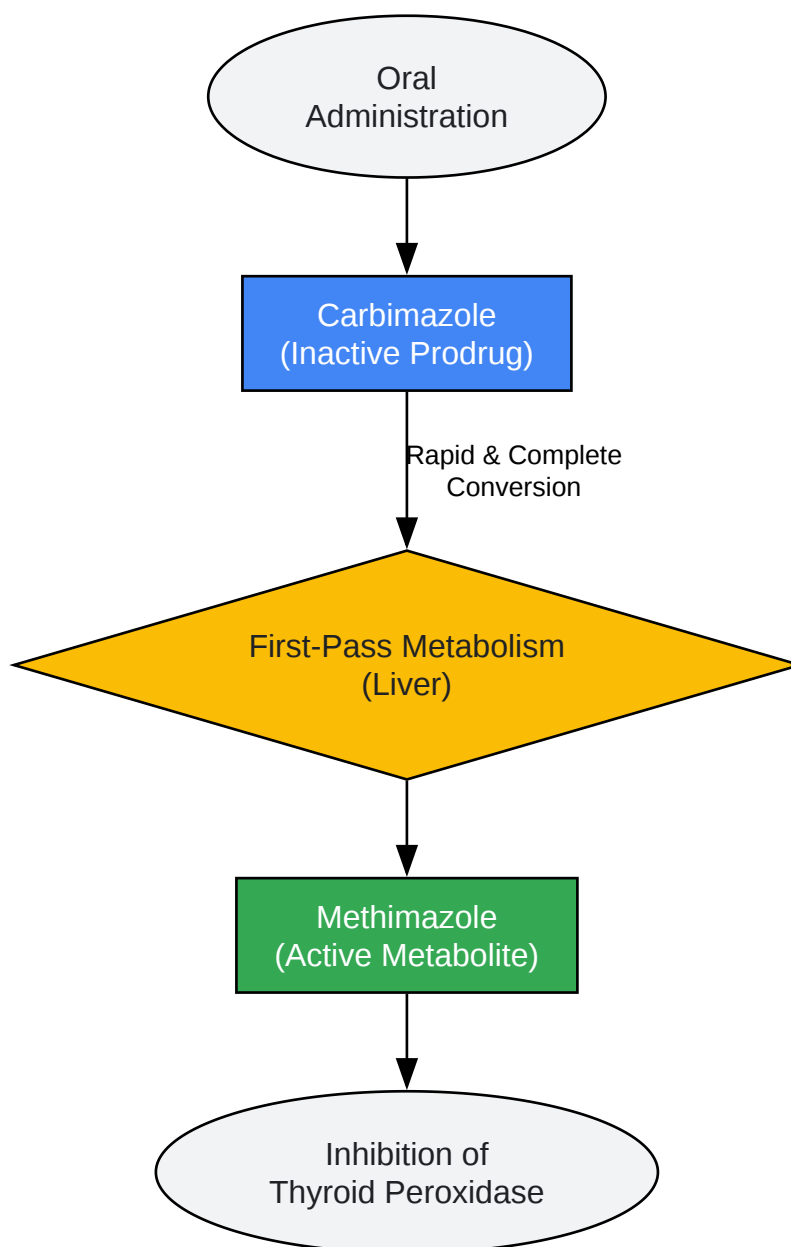 Oral
Administration
Carbimazole
(Inactive Prodrug)
Rapid & Complete
Conversion
First-Pass Metabolism
(Liver)
Methimazole
(Active Metabolite)
Inhibition of
Thyroid Peroxidase